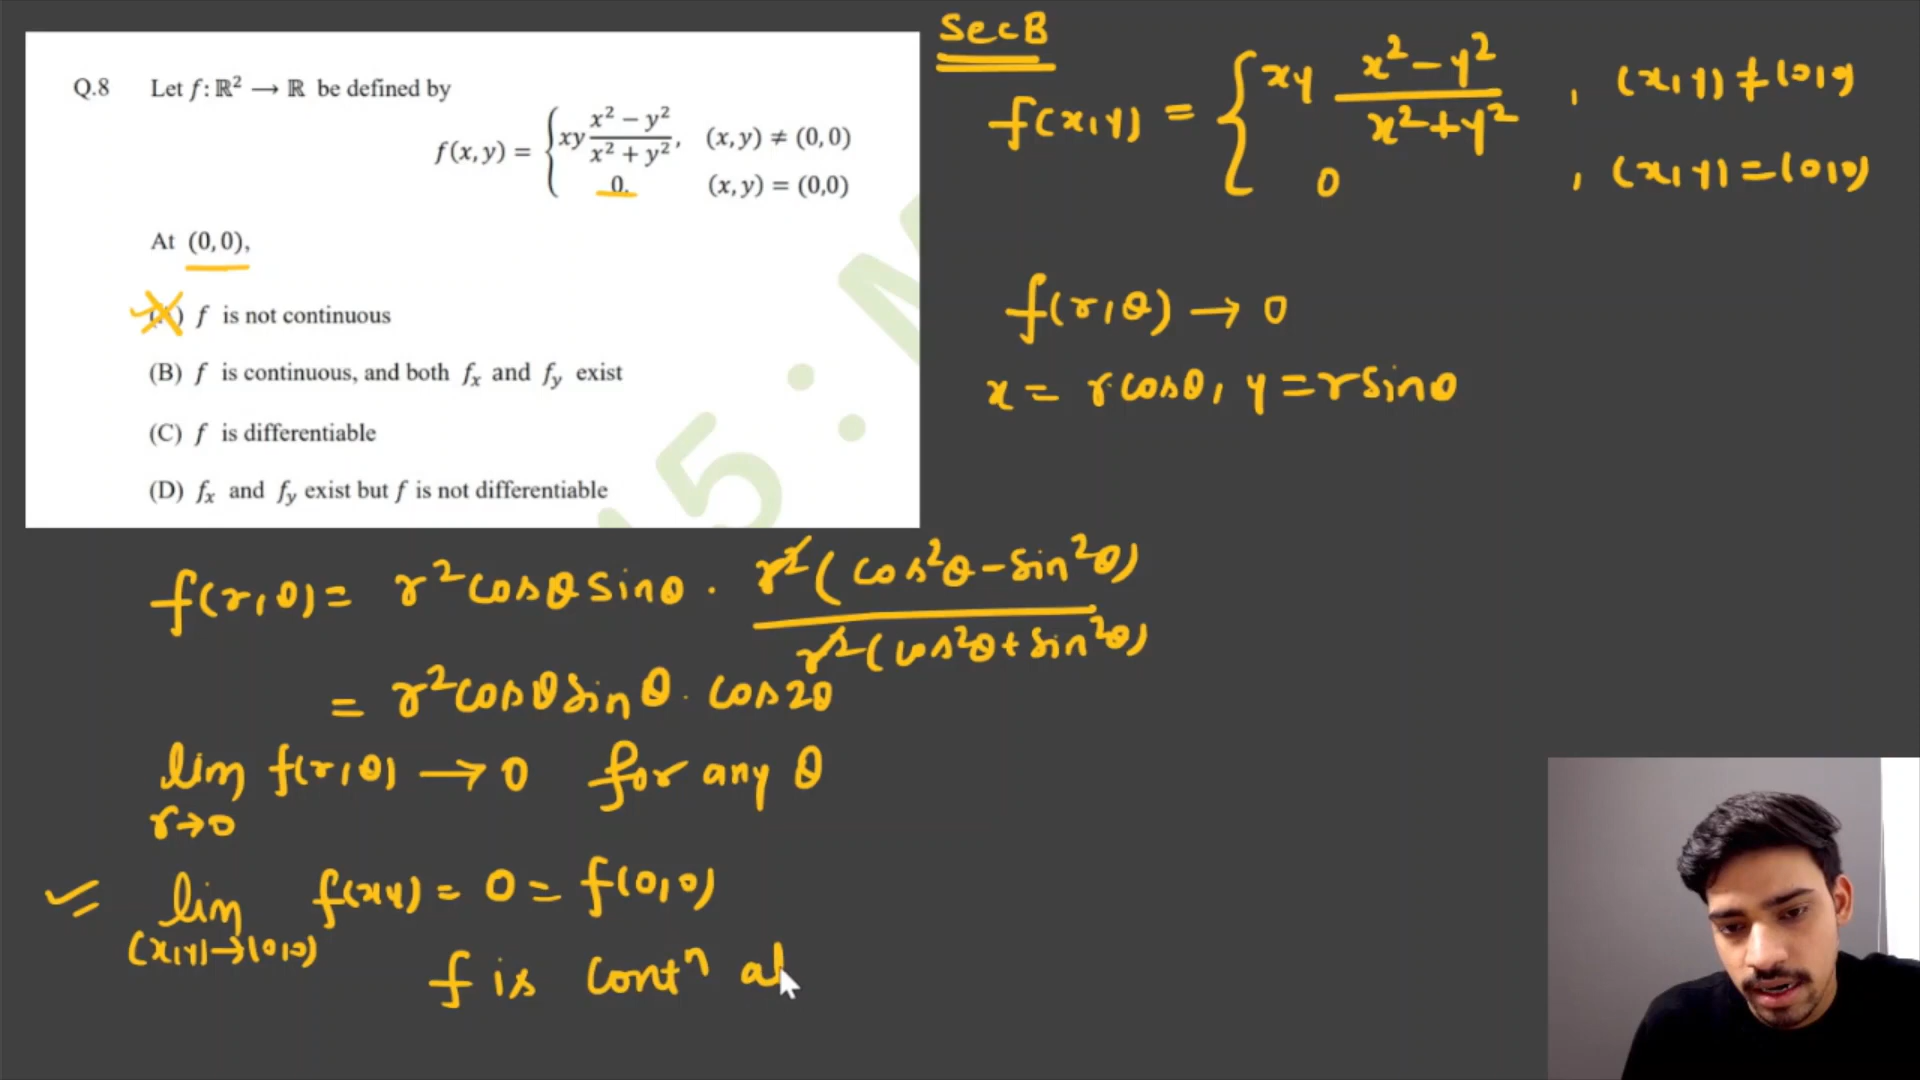 Q.8 Let f: ℝ² → ℝ be defined by
f(x, y) = { xy (x² − y²)/(x² + y²), (x, y) ≠ (0, 0)
0, (x, y) = (0,0)
At (0, 0),
(A) f is not continuous
(B) f is continuous, and both fₓ and f_y exist
(C) f is differentiable
(D) fₓ and f_y exist but f is not differentiable
Sec B
f(x,y) = { xy (x²−y²)/(x²+y²) , (x,y) ≠ (0,0)
0 , (x,y) = (0,0)
f(r,θ) → 0
x = r cosθ, y = r sinθ
f(r,θ) = r² cosθ sinθ · r²(cos²θ − sin²θ)/r²(cos²θ + sin²θ)
= r² cosθ sinθ · cos2θ
lim r→0 f(r,θ) → 0 for any θ
lim (x,y)→(0,0) f(xy) = 0 = f(0,0)
f is contⁿ at